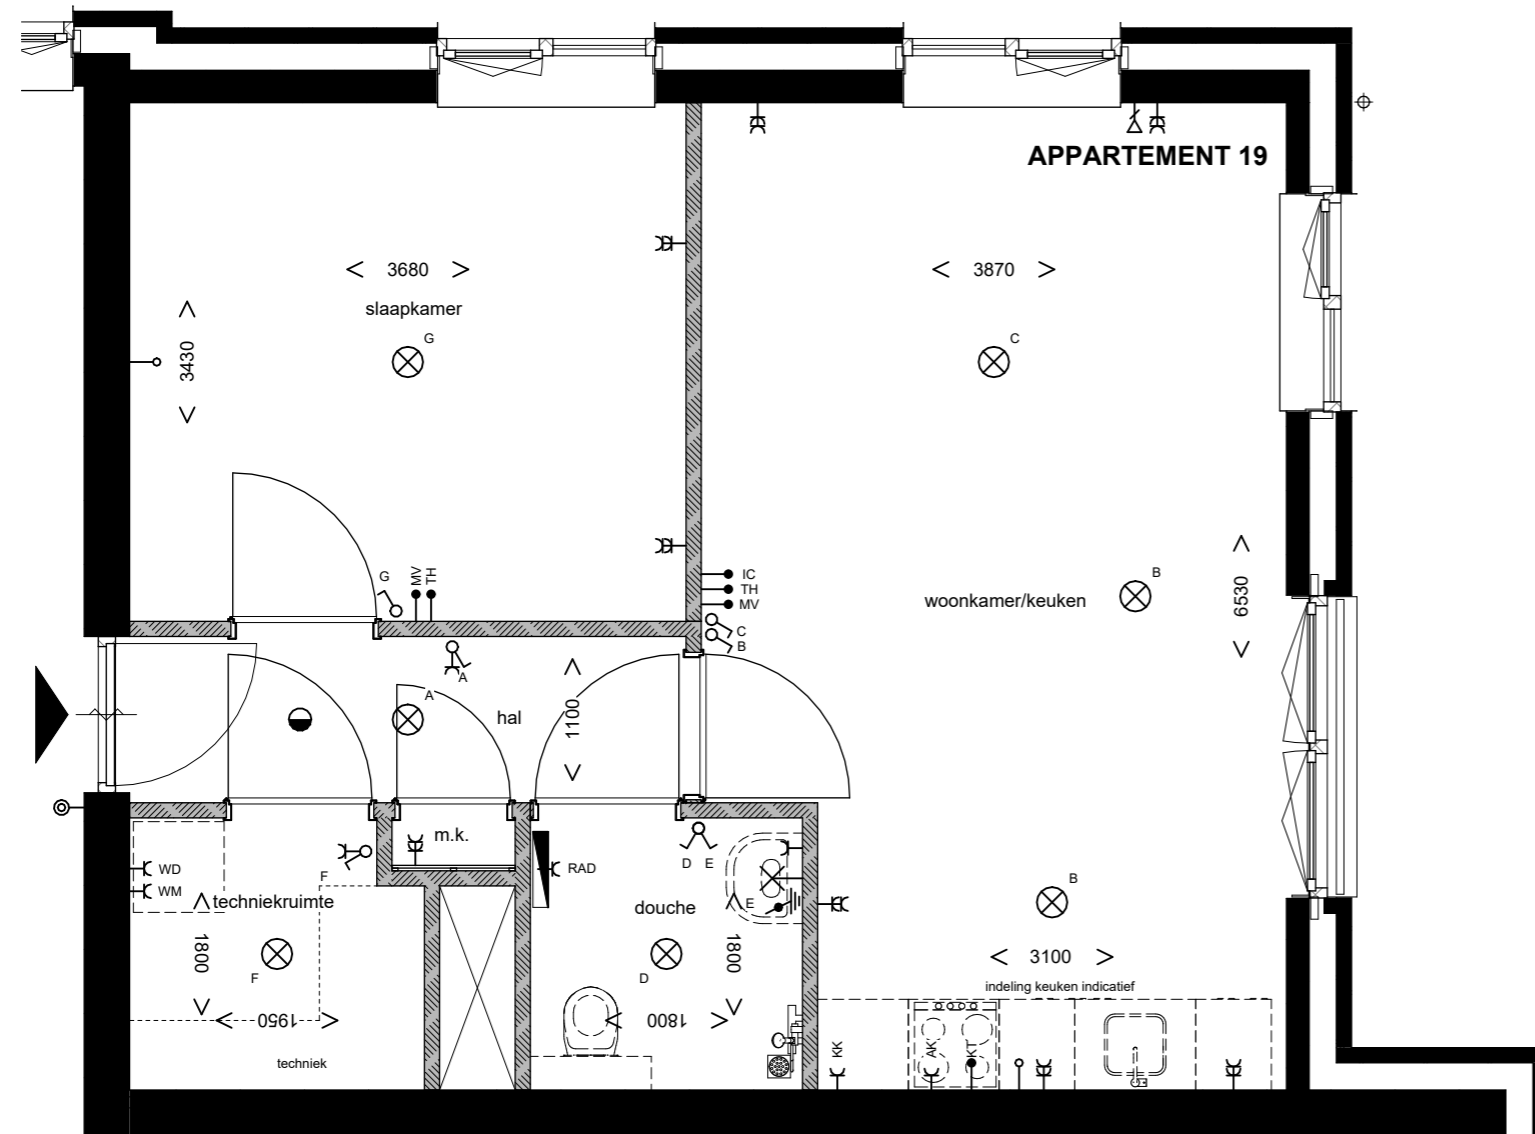 APPARTEMENT 19
3680
slaapkamer
G
3430
3870
C
G
MV
TH
IC
TH
MV
C
B
woonkamer/keuken
B
6530
A
A
hal
1100
m.k.
WD
WM
F
techniekruimte
1800
F
1950
techniek
RAD
D
E
douche
E
1800
D
1800
B
3100
indeling keuken indicatief
KK
AK
KT